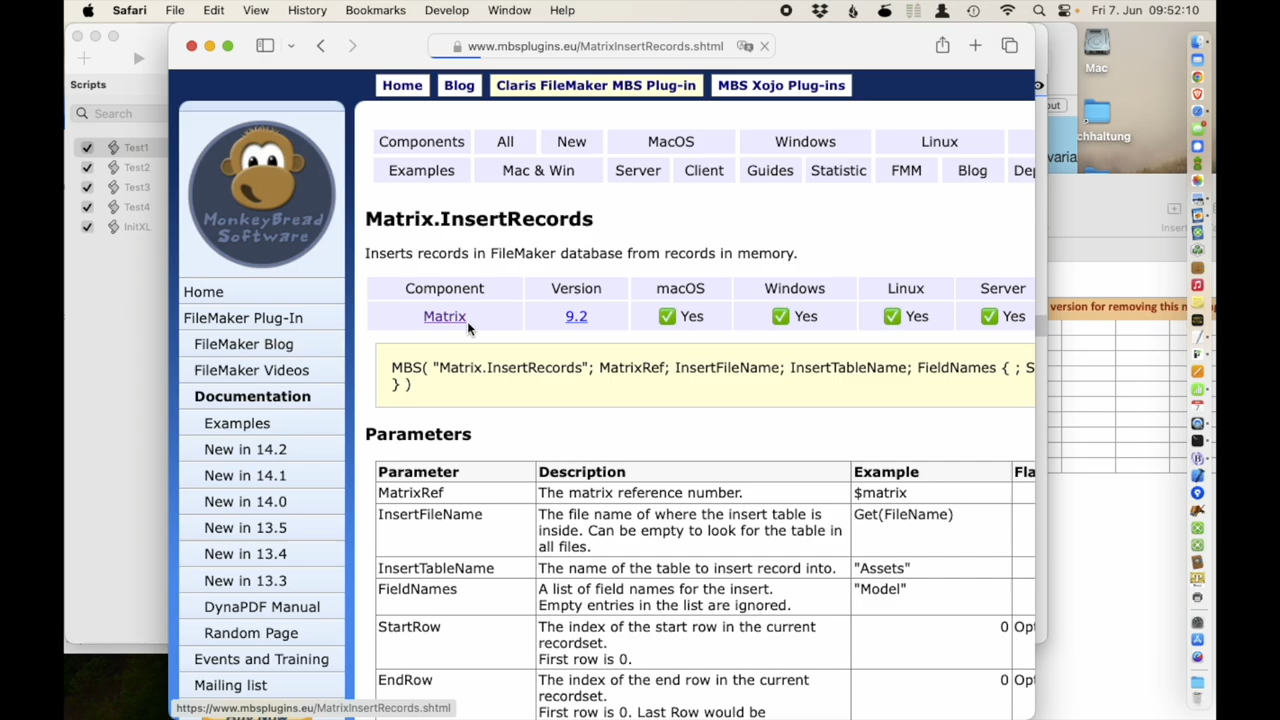 Safari File Edit View History Bookmarks Develop Window Help Fri 7. Jun 09:52:10
www.mbsplugins.eu/MatrixInsertRecords.shtml
Mac
Scripts
Home Blog Claris FileMaker MBS Plug-in MBS Xojo Plug-ins
out
Search
chhaltung
Components All New MacOS Windows Linux
Test1
varia
Examples Mac & Win Server Client Guides Statistic FMM Blog Dep
Test2
Test3
Test4
InitXL
MonkeyBread
Software
Matrix.InsertRecords
Insert
Inserts records in FileMaker database from records in memory.
Component Version macOS Windows Linux Server
Matrix 9.2 Yes Yes Yes Yes
version for removing this
MBS( "Matrix.InsertRecords"; MatrixRef; InsertFileName; InsertTableName; FieldNames { ; S
} )
Home
FileMaker Plug-In
FileMaker Blog
FileMaker Videos
Documentation
Examples
New in 14.2
New in 14.1
New in 14.0
New in 13.5
New in 13.4
New in 13.3
DynaPDF Manual
Random Page
Events and Training
Mailing list
Parameters
Parameter Description Example Fla
MatrixRef The matrix reference number. $matrix
InsertFileName The file name of where the insert table is Get(FileName)
inside. Can be empty to look for the table in
all files.
InsertTableName The name of the table to insert record into. "Assets"
FieldNames A list of field names for the insert. "Model"
Empty entries in the list are ignored.
StartRow The index of the start row in the current 0 Opt
recordset.
First row is 0.
EndRow The index of the end row in the current 0 Opt
recordset.
First row is 0. Last Row would be
https://www.mbsplugins.eu/MatrixInsertRecords.shtml